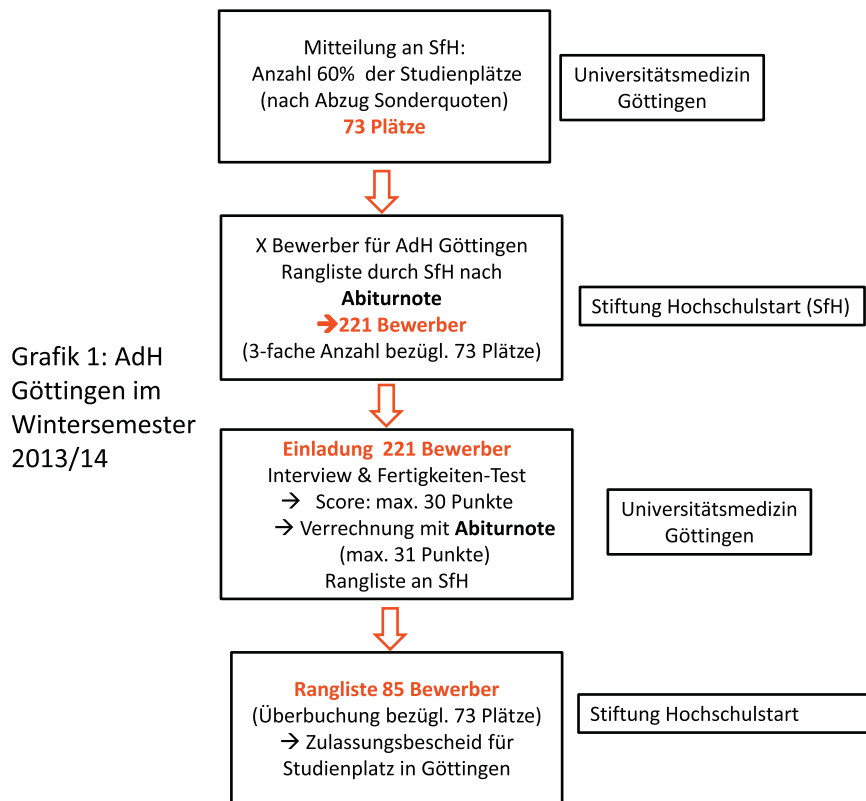 Mitteilung an SfH:
Anzahl 60% der Studienplätze
(nach Abzug Sonderquoten)
73 Plätze
Universitätsmedizin
Göttingen
X Bewerber für AdH Göttingen
Rangliste durch SfH nach
Abiturnote
➔221 Bewerber
(3-fache Anzahl bezügl. 73 Plätze)
Stiftung Hochschulstart (SfH)
Grafik 1: AdH
Göttingen im
Wintersemester
2013/14
Einladung 221 Bewerber
Interview & Fertigkeiten-Test
→ Score: max. 30 Punkte
→ Verrechnung mit Abiturnote
(max. 31 Punkte)
Rangliste an SfH
Universitätsmedizin
Göttingen
Rangliste 85 Bewerber
(Überbuchung bezügl. 73 Plätze)
→ Zulassungsbescheid für
Studienplatz in Göttingen
Stiftung Hochschulstart